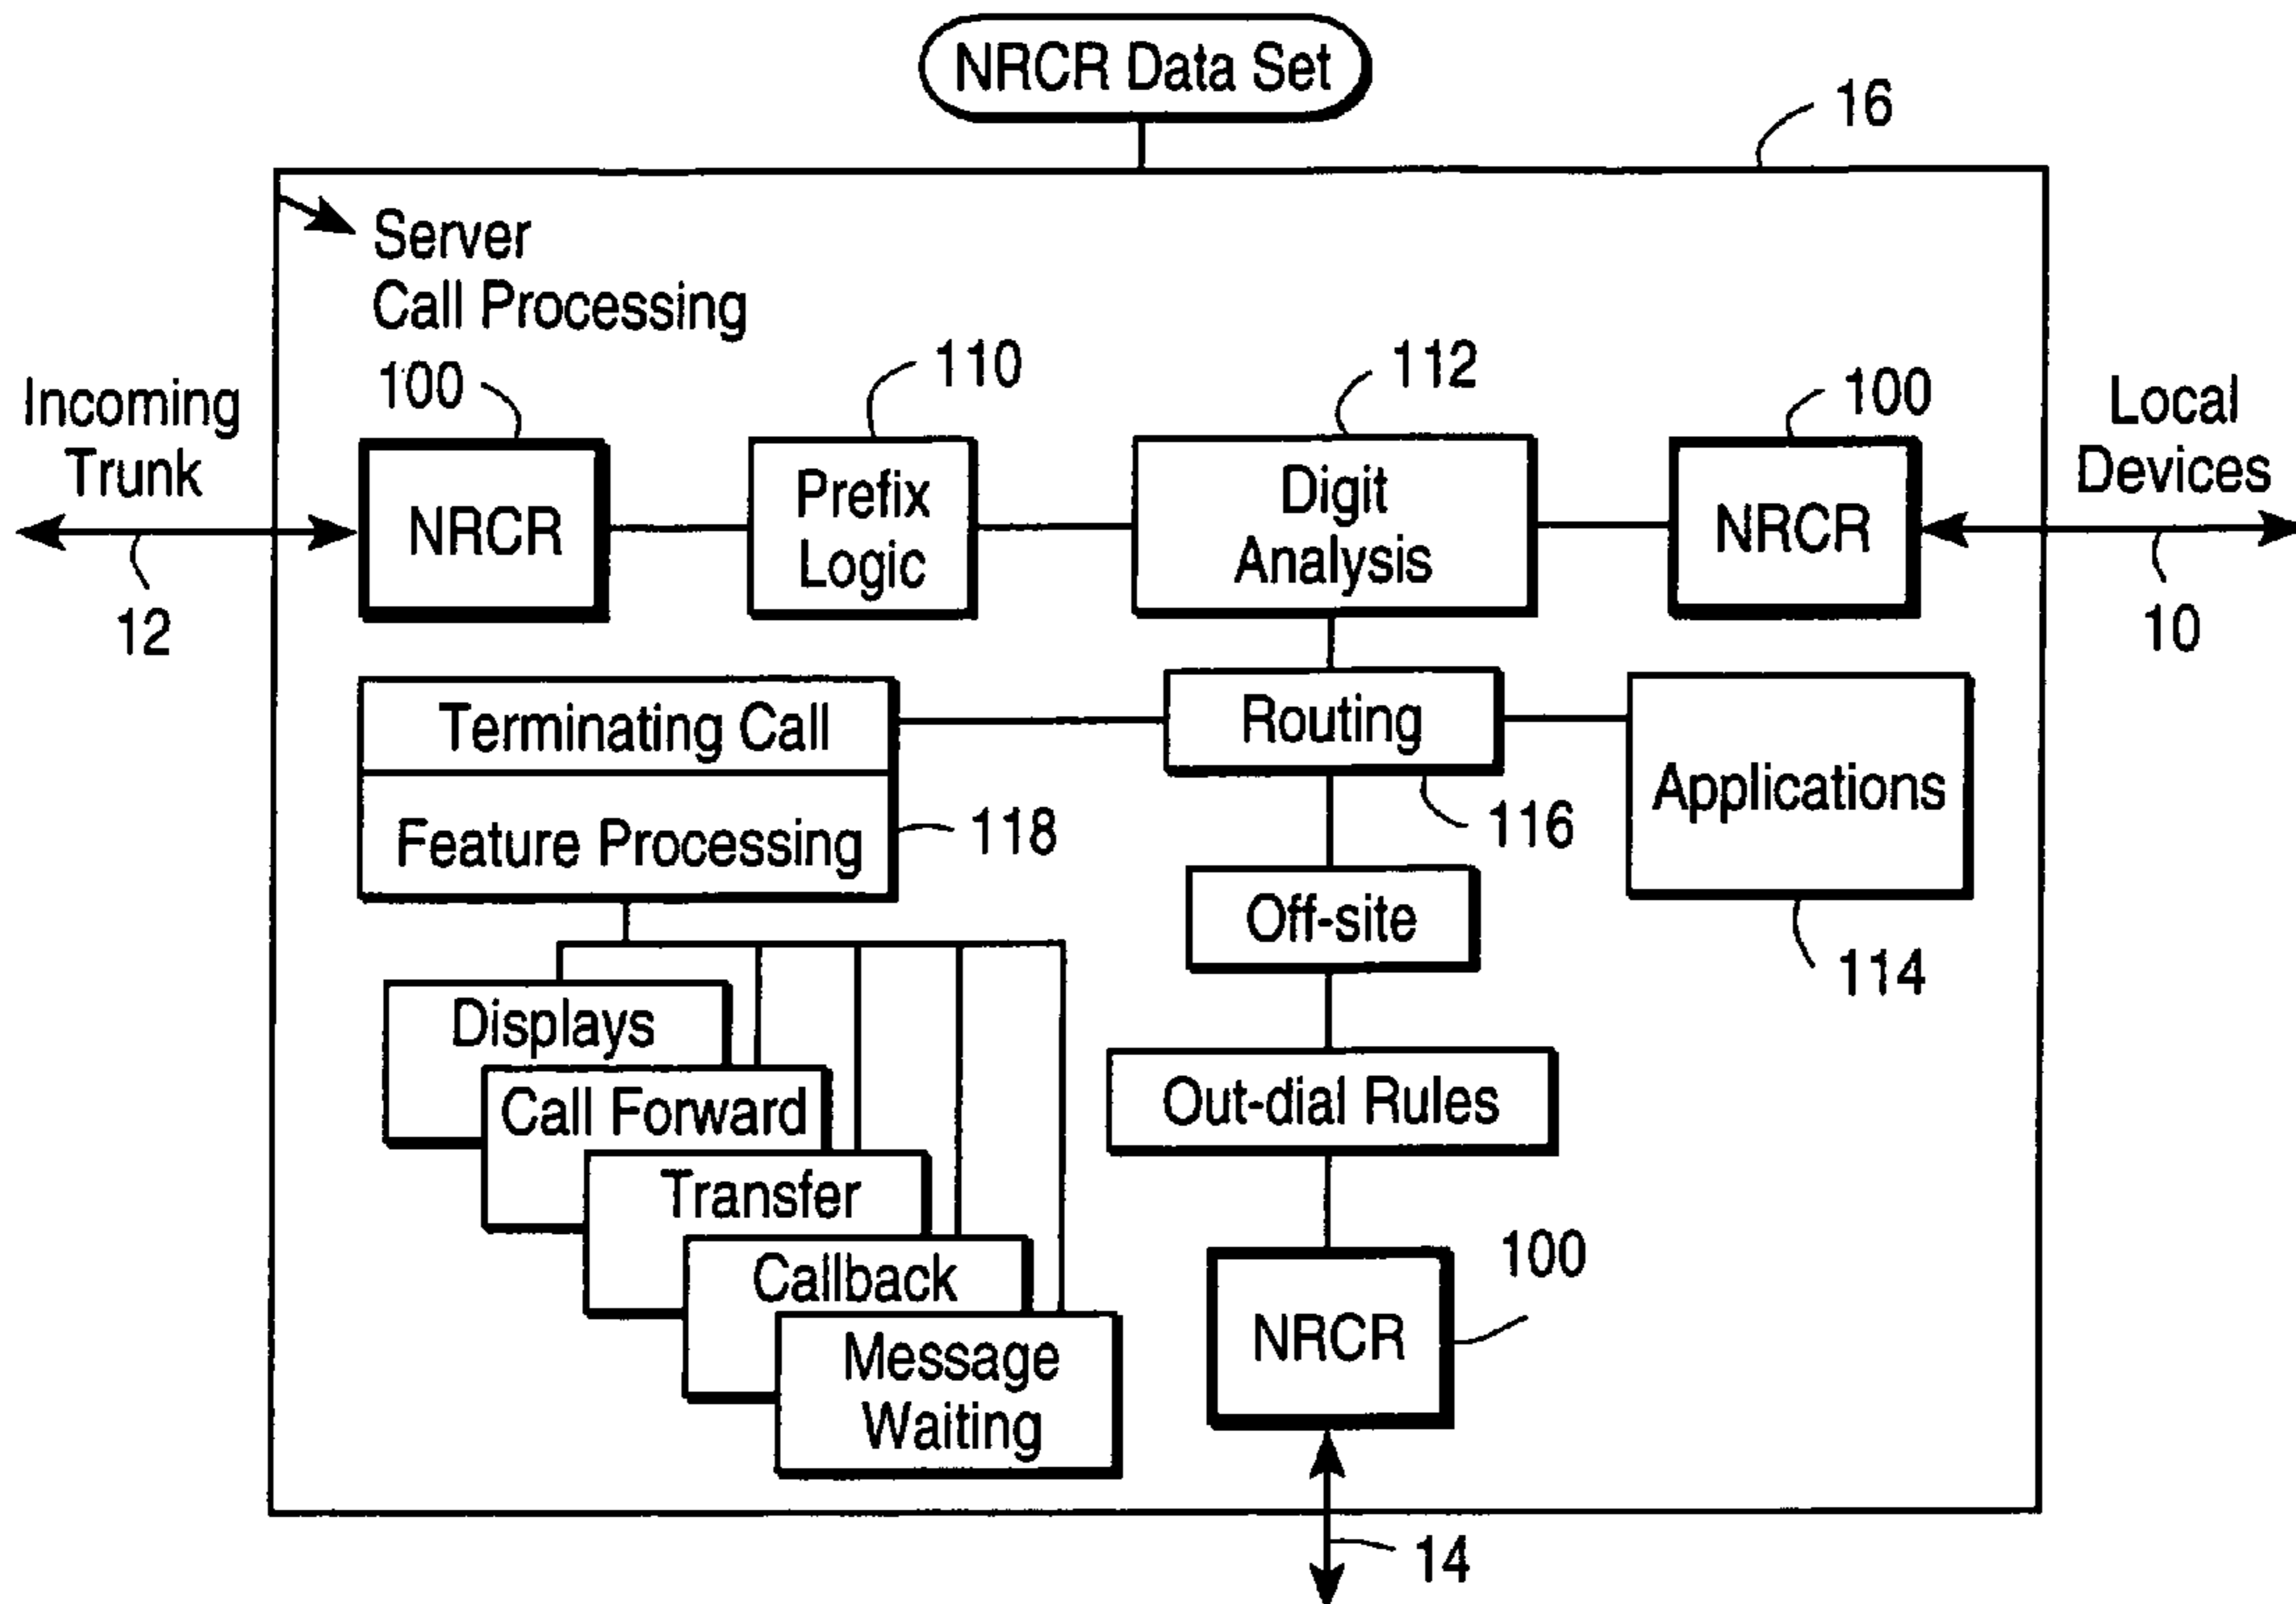 NRCR Data Set
16
Server
Call Processing
Incoming
Trunk
12
100
NRCR
110
Prefix
Logic
112
Digit
Analysis
100
NRCR
Local
Devices
10
Terminating Call
Feature Processing
118
Routing
116
Applications
114
Off-site
Out-dial Rules
Displays
Call Forward
Transfer
Callback
Message
Waiting
100
NRCR
14